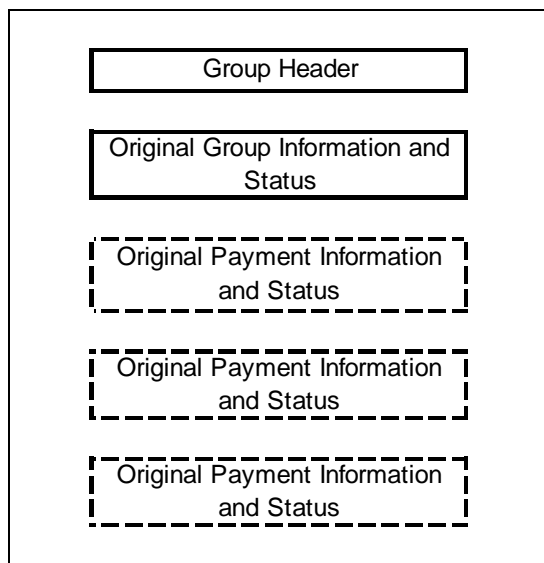 Group Header
Original Group Information and
Status
Original Payment Information
and Status
Original Payment Information
and Status
Original Payment Information
and Status